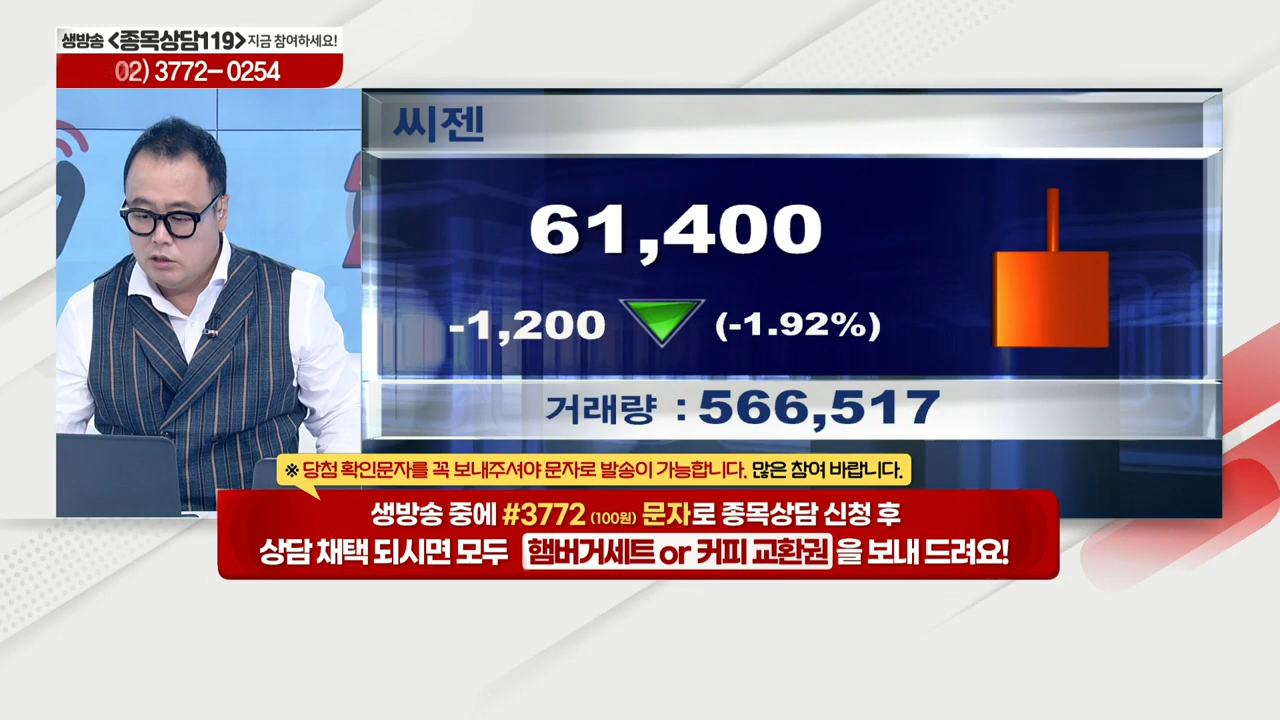 생방송 <종목상담119> 지금 참여하세요!
02) 3772-0254
씨젠
61,400
-1,200 (-1.92%)
거래량 : 566,517
※ 당첨 확인문자를 꼭 보내주셔야 문자로 발송이 가능합니다. 많은 참여 바랍니다.
생방송 중에 #3772 (100원) 문자로 종목상담 신청 후
상담 채택 되시면 모두 햄버거세트 or 커피 교환권 을 보내 드려요!